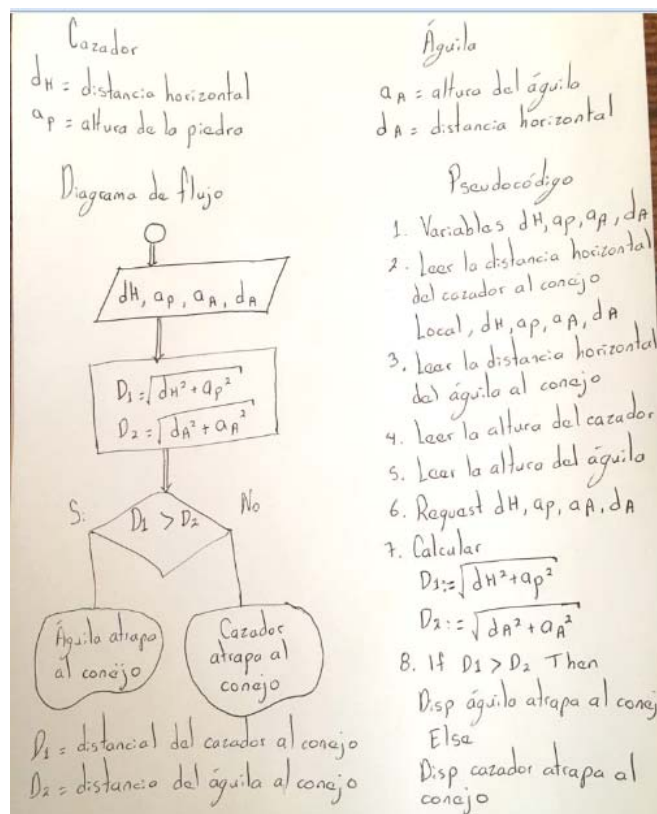 Cazador
dH = distancia horizontal
aP = altura de la piedra
Diagrama de flujo
dH, aP, aA, dA
D1:=√dH²+aP²
D2:=√dA²+aA²
D1 > D2
Si
No
Águila atrapa
al conejo
Cazador
atrapa al
conejo
D1 = distancial del cazador al conejo
D2 = distancia del águila al conejo
Águila
aA = altura del águila
dA = distancia horizontal
Pseudocódigo
1. Variables dH, aP, aA, dA
2. Leer la distancia horizontal
del cazador al conejo
Local, dH, aP, aA, dA
3. Leer la distancia horizontal
del águila al conejo
4. Leer la altura del cazador
5. Leer la altura del águila
6. Request dH, aP, aA, dA
7. Calcular
D1:=√dH²+aP²
D2:=√dA²+aA²
8. If D1 > D2 Then
Disp águila atrapa al conej
Else
Disp cazador atrapa al
conejo